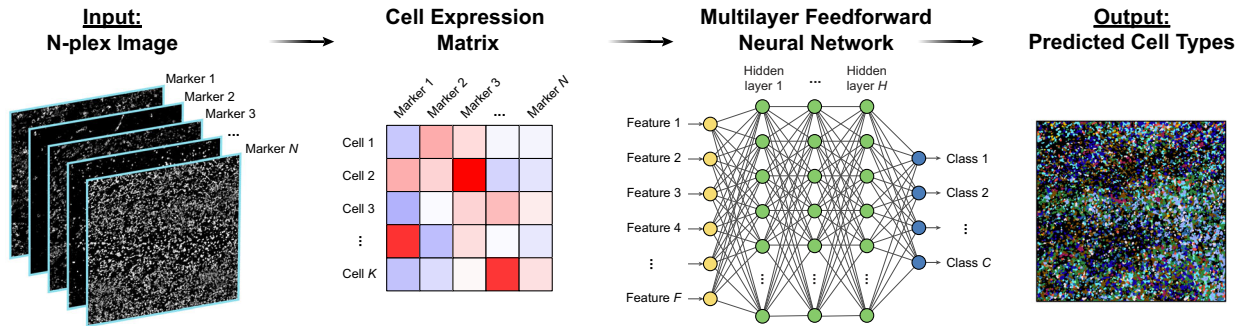 Input:
N-plex Image
Cell Expression
Matrix
Multilayer Feedforward
Neural Network
Output:
Predicted Cell Types
Marker 1
Marker 2
Marker 3
...
Marker N
Marker 1
Marker 2
Marker 3
...
Marker N
Cell 1
Cell 2
Cell 3
...
Cell K
Hidden
layer 1
...
Hidden
layer H
Feature 1
Feature 2
Feature 3
Feature 4
...
Feature F
...
...
...
Class 1
Class 2
...
Class C